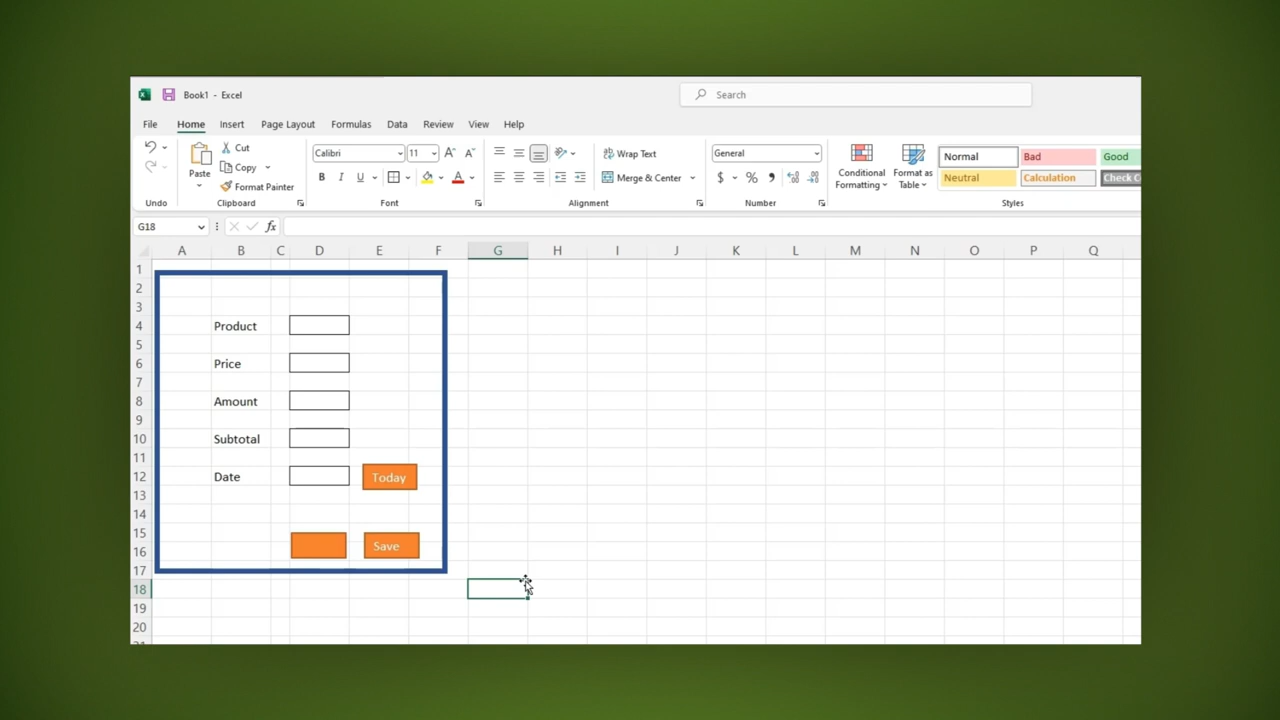 Book1 - Excel
Search
File Home Insert Page Layout Formulas Data Review View Help
Paste
Cut
Copy
Format Painter
Calibri 11 A A
B I U A
Wrap Text
Merge & Center
General
$ % ,
Conditional Formatting
Format as Table
Normal Bad Good
Neutral Calculation Check C
Undo Clipboard Font Alignment Number Styles
G18 fx
A B C D E F G H I J K L M N O P Q
1
2
3
4 Product
5
6 Price
7
8 Amount
9
10 Subtotal
11
12 Date Today
13
14
15
16 Save
17
18
19
20